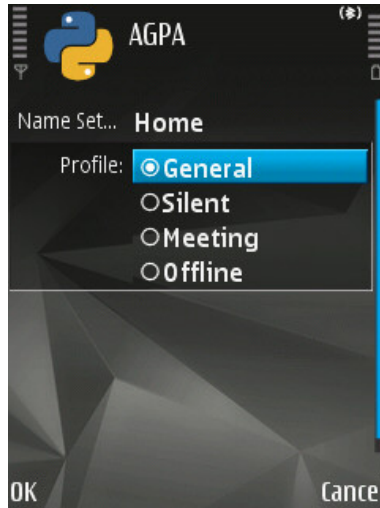 AGPA
Name Set... Home
Profile: General
Silent
Meeting
Offline
OK Cance